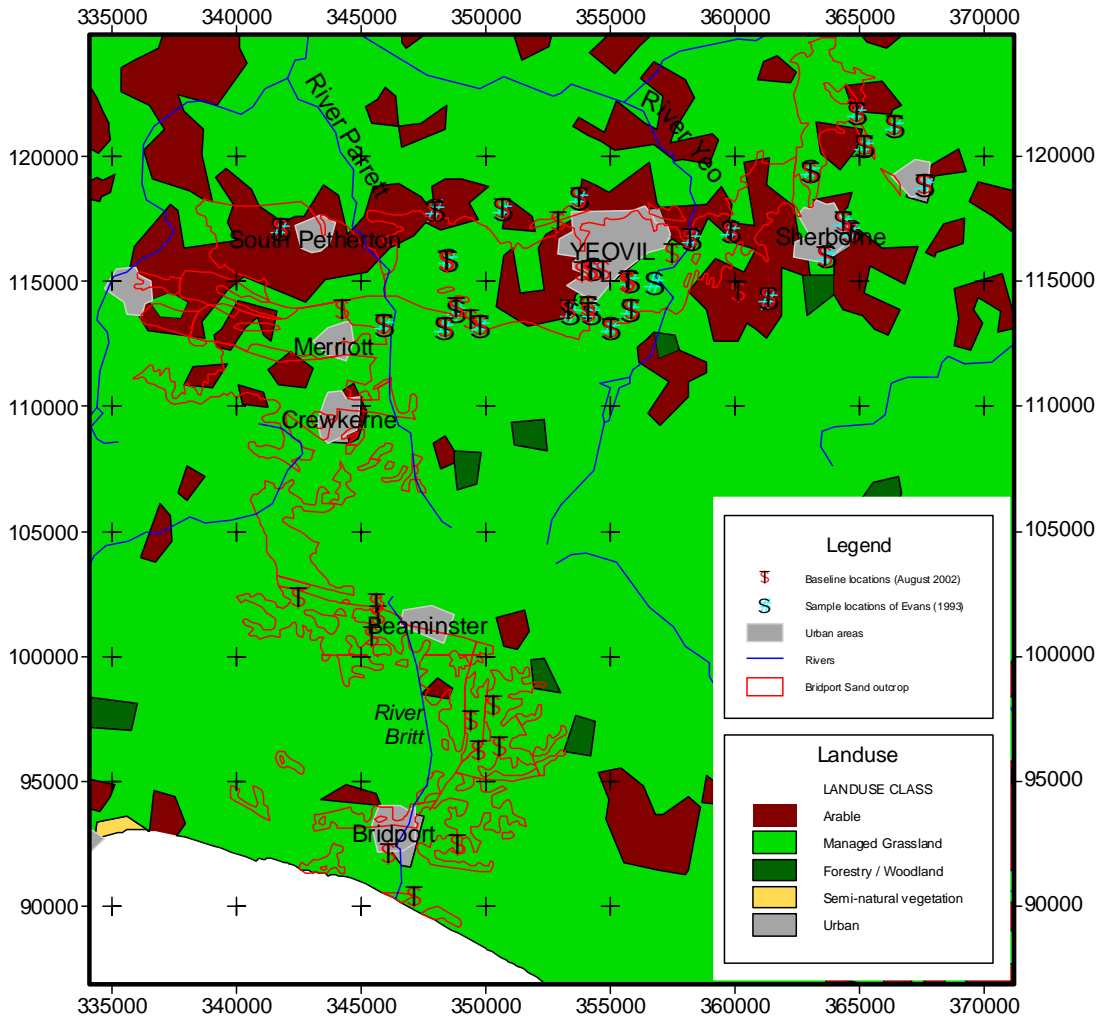 335000 340000 345000 350000 355000 360000 365000 370000
River Parrett
River Yeo
120000 120000
South Petherton
YEOVIL
Sherborne
115000 115000
Merriott
110000 110000
Crewkerne
105000 105000
Legend
Baseline locations (August 2002)
Sample locations of Evans (1993)
Urban areas
Rivers
Bridport Sand outcrop
Beaminster
100000 100000
River
Britt
95000 95000
Landuse
LANDUSE CLASS
Arable
Managed Grassland
Forestry / Woodland
Semi-natural vegetation
Urban
Bridport
90000 90000
335000 340000 345000 350000 355000 360000 365000 370000